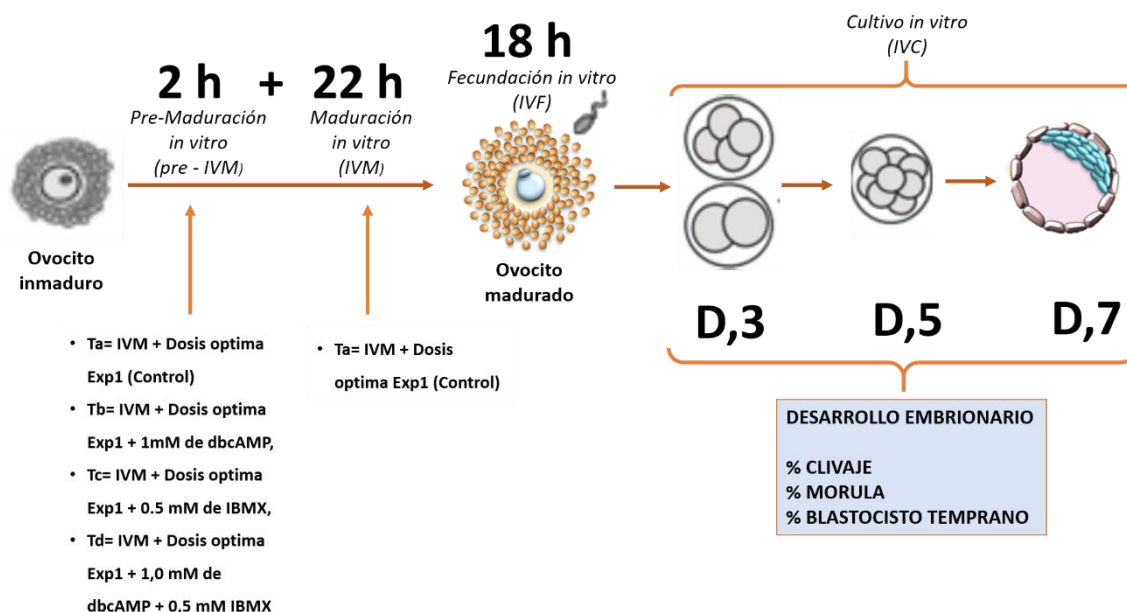 2 h + 22 h
Pre-Maduración
in vitro
(pre - IVM)
Maduración
in vitro
(IVM)
18 h
Fecundación in vitro
(IVF)
Cultivo in vitro
(IVC)
Ovocito
inmaduro
Ovocito
madurado
D,3
D,5
D,7
• Ta= IVM + Dosis optima
Exp1 (Control)
• Tb= IVM + Dosis optima
Exp1 + 1mM de dbcAMP,
• Tc= IVM + Dosis optima
Exp1 + 0.5 mM de IBMX,
• Td= IVM + Dosis optima
Exp1 + 1,0 mM de
dbcAMP + 0.5 mM IBMX
• Ta= IVM + Dosis
optima Exp1 (Control)
DESARROLLO EMBRIONARIO
% CLIVAJE
% MORULA
% BLASTOCISTO TEMPRANO